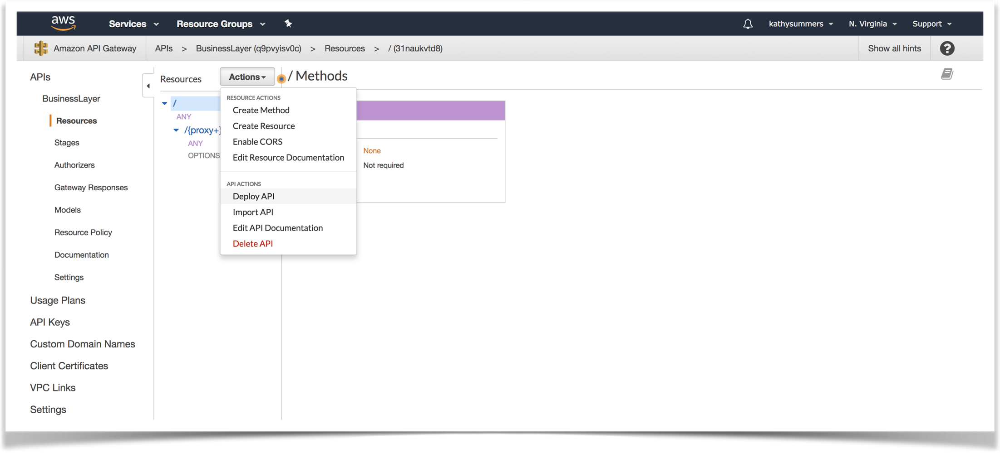 aws Services Resource Groups kathysummers N. Virginia Support
Amazon API Gateway APIs > BusinessLayer (q9pvyisv0c) > Resources > / (31naukvtd8) Show all hints ?
APIs
BusinessLayer
Resources
Stages
Authorizers
Gateway Responses
Models
Resource Policy
Documentation
Settings
Usage Plans
API Keys
Custom Domain Names
Client Certificates
VPC Links
Settings
Resources Actions
/
ANY
/{proxy+}
ANY
OPTIONS
RESOURCE ACTIONS
Create Method
Create Resource
Enable CORS
Edit Resource Documentation
API ACTIONS
Deploy API
Import API
Edit API Documentation
Delete API
/ Methods
None
Not required